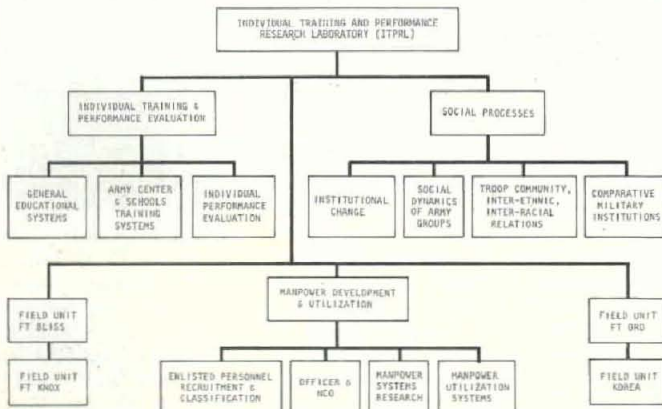 INDIVIDUAL TRAINING AND PERFORMANCE
RESEARCH LABORATORY (ITPRL)
INDIVIDUAL TRAINING &
PERFORMANCE EVALUATION
SOCIAL PROCESSES
GENERAL
EDUCATIONAL
SYSTEMS
ARMY CENTER
& SCHOOLS
TRAINING
SYSTEMS
INDIVIDUAL
PERFORMANCE
EVALUATION
INSTITUTIONAL
CHANGE
SOCIAL
DYNAMICS
OF ARMY
GROUPS
TROOP COMMUNITY,
INTER-ETHNIC,
INTER-RACIAL
RELATIONS
COMPARATIVE
MILITARY
INSTITUTIONS
MANPOWER DEVELOPMENT
& UTILIZATION
FIELD UNIT
FT BLISS
FIELD UNIT
FT ORD
FIELD UNIT
FT KNOX
ENLISTED PERSONNEL
RECRUITMENT &
CLASSIFICATION
OFFICER &
NCO
MANPOWER
SYSTEMS
RESEARCH
MANPOWER
UTILIZATION
SYSTEMS
FIELD UNIT
KOREA